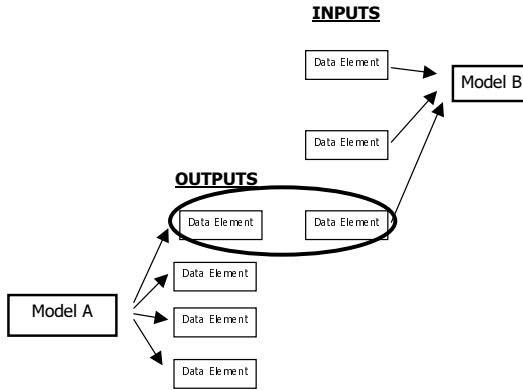 INPUTS
Data Element
Model B
Data Element
OUTPUTS
Data Element
Data Element
Data Element
Model A
Data Element
Data Element